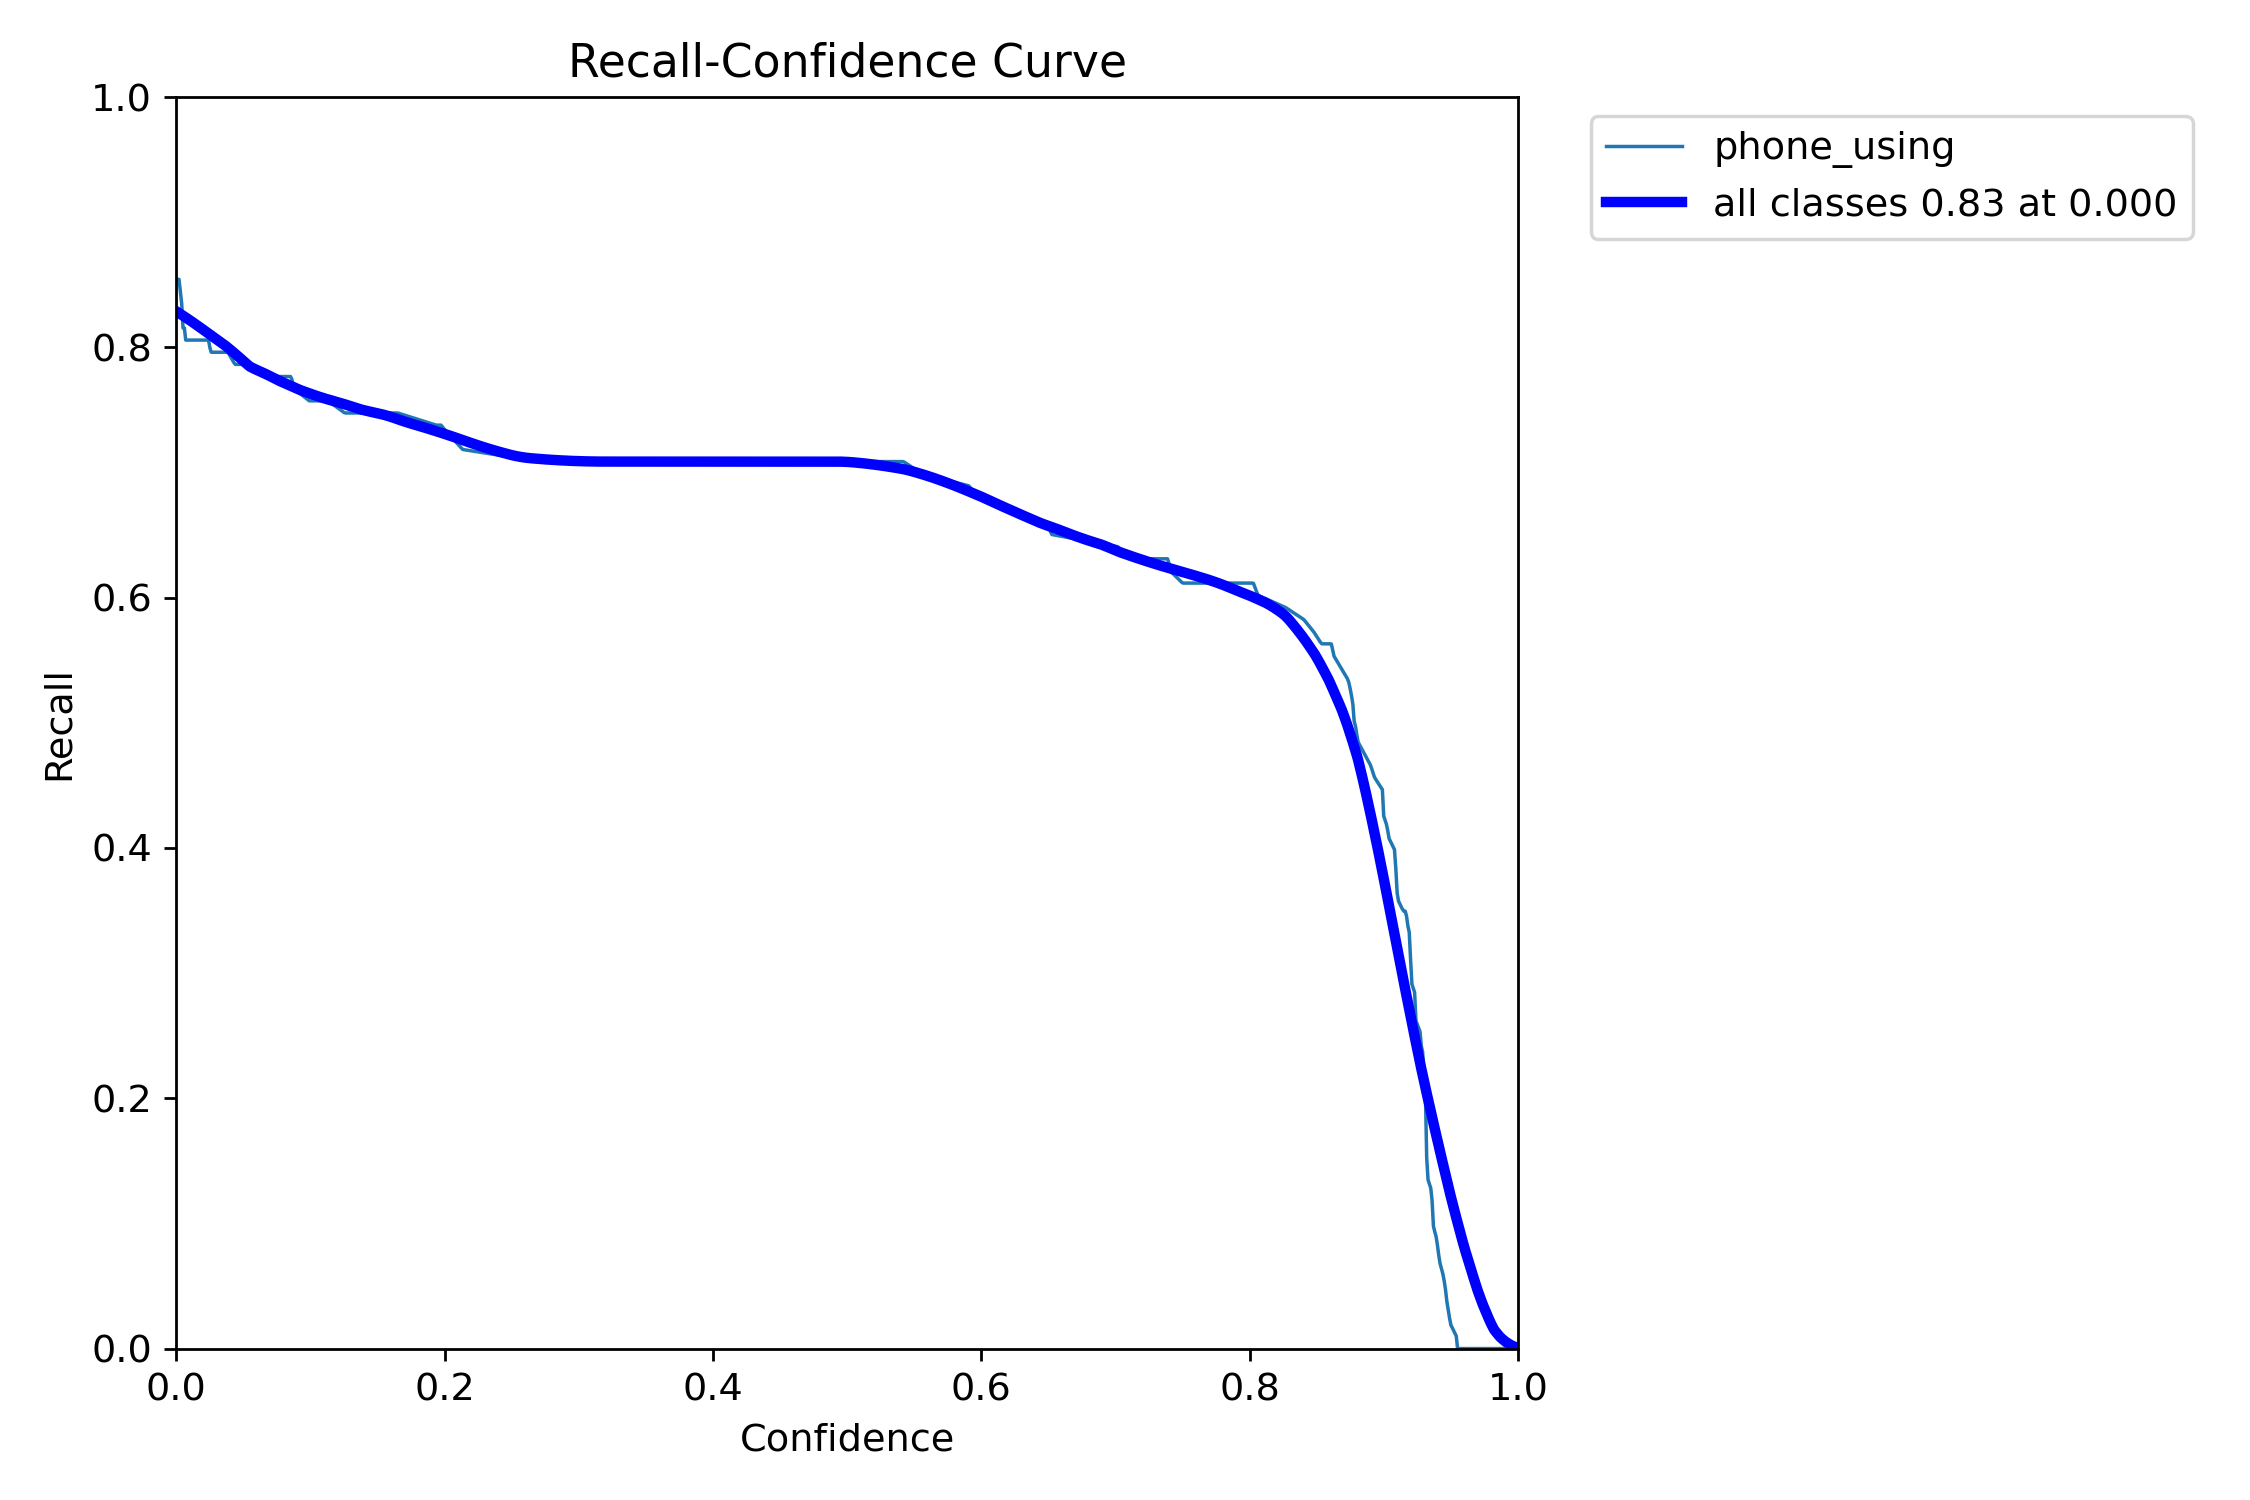 Recall-Confidence Curve
phone_using
all classes 0.83 at 0.000
1.0
0.8
0.6
0.4
0.2
0.0
Recall
0.0 0.2 0.4 0.6 0.8 1.0
Confidence